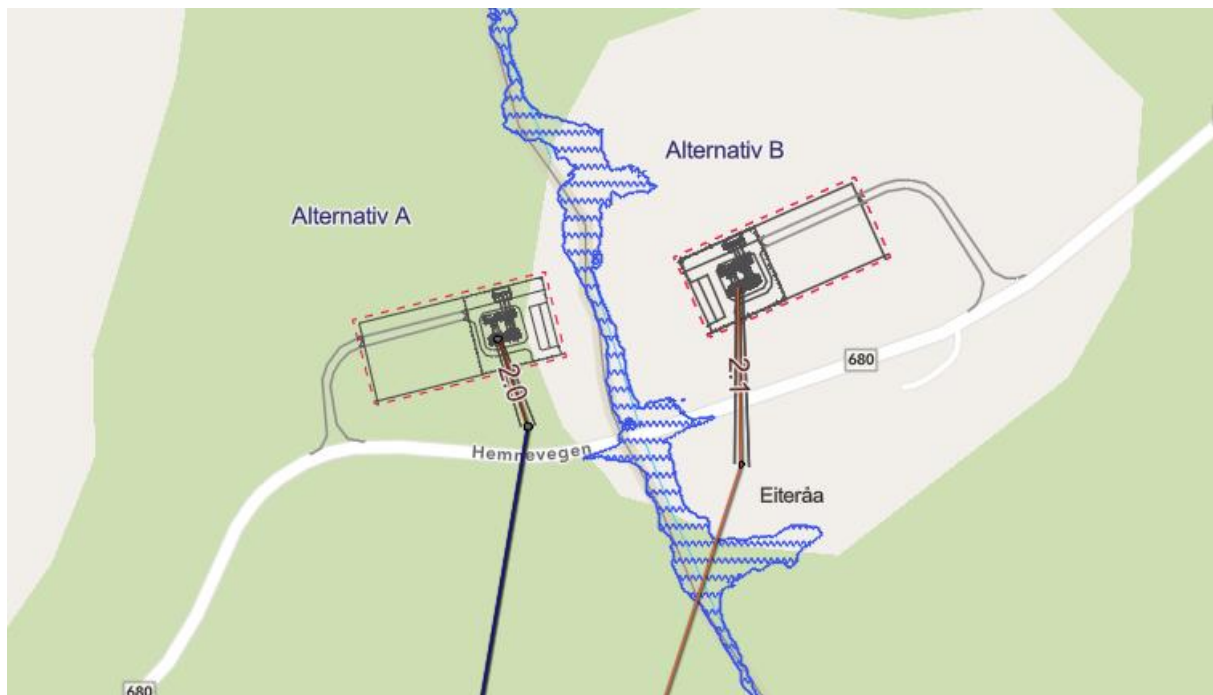 Alternativ B
Alternativ A
680
2.1
2.0
Hemnevegen
Eiteråa
680